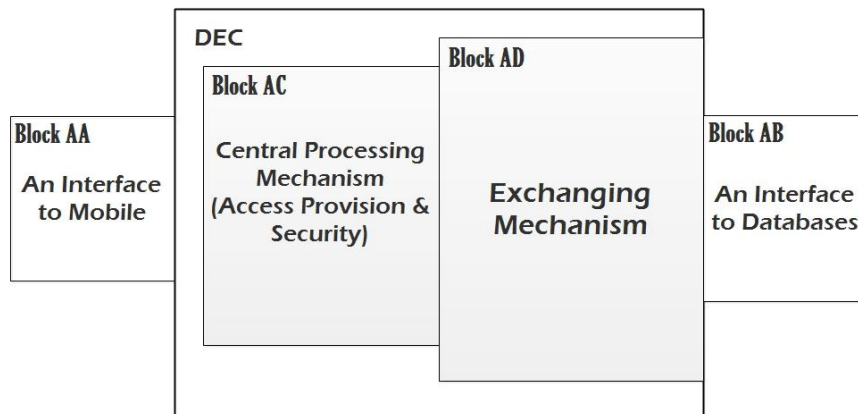 DEC
Block AA
An Interface
to Mobile
Block AC
Central Processing
Mechanism
(Access Provision &
Security)
Block AD
Exchanging
Mechanism
Block AB
An Interface
to Databases